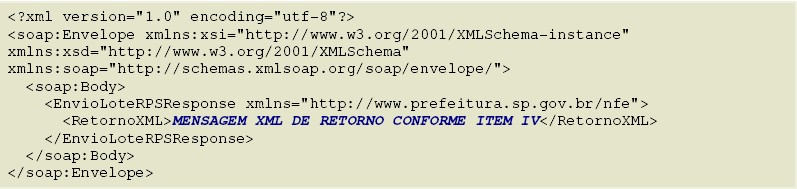 <?xml version="1.0" encoding="utf-8"?>
<soap:Envelope xmlns:xsi="http://www.w3.org/2001/XMLSchema-instance"
xmlns:xsd="http://www.w3.org/2001/XMLSchema"
xmlns:soap="http://schemas.xmlsoap.org/soap/envelope/">
  <soap:Body>
    <EnvioLoteRPSResponse xmlns="http://www.prefeitura.sp.gov.br/nfe">
      <RetornoXML>MENSAGEM XML DE RETORNO CONFORME ITEM IV</RetornoXML>
    </EnvioLoteRPSResponse>
  </soap:Body>
</soap:Envelope>